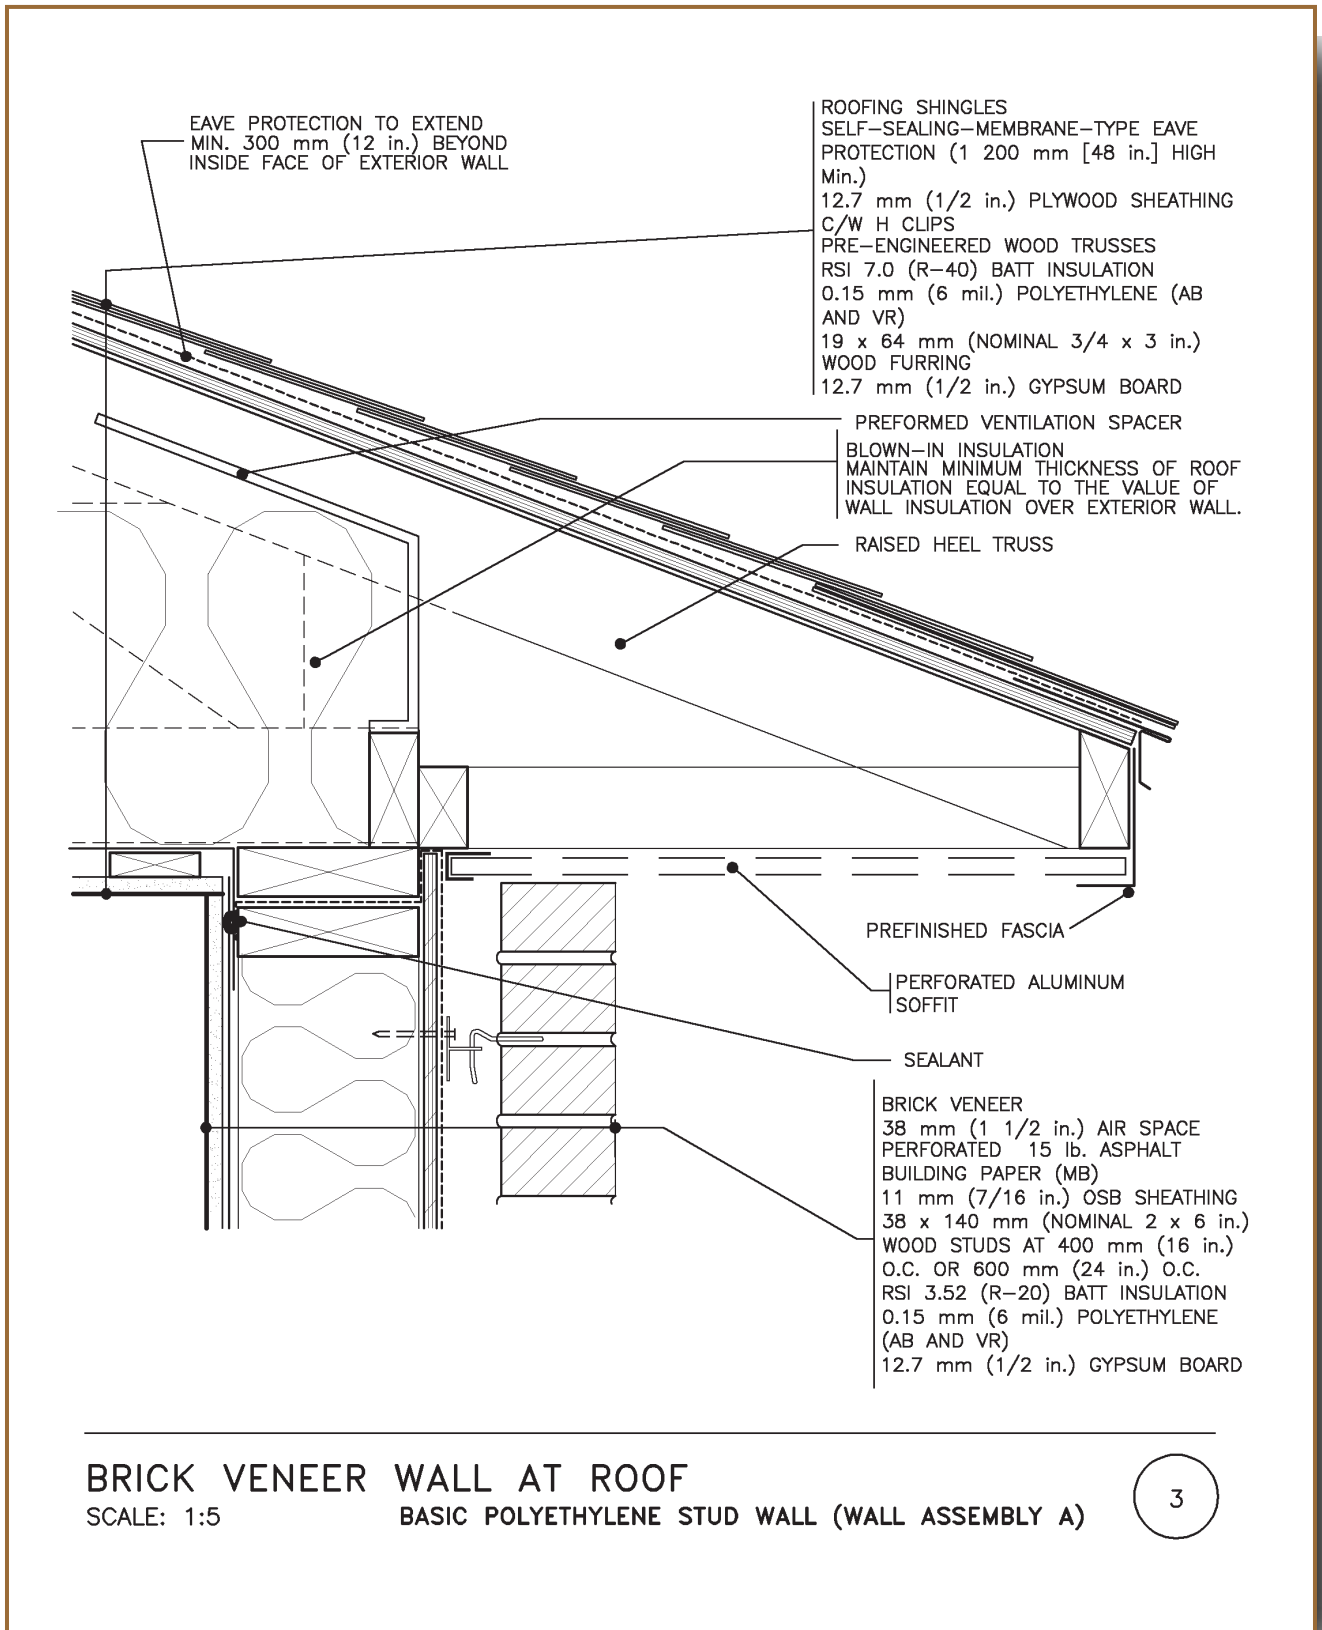 EAVE PROTECTION TO EXTEND
MIN. 300 mm (12 in.) BEYOND
INSIDE FACE OF EXTERIOR WALL
ROOFING SHINGLES
SELF-SEALING-MEMBRANE-TYPE EAVE
PROTECTION (1 200 mm [48 in.] HIGH
Min.)
12.7 mm (1/2 in.) PLYWOOD SHEATHING
C/W H CLIPS
PRE-ENGINEERED WOOD TRUSSES
RSI 7.0 (R-40) BATT INSULATION
0.15 mm (6 mil.) POLYETHYLENE (AB
AND VR)
19 x 64 mm (NOMINAL 3/4 x 3 in.)
WOOD FURRING
12.7 mm (1/2 in.) GYPSUM BOARD
PREFORMED VENTILATION SPACER
BLOWN-IN INSULATION
MAINTAIN MINIMUM THICKNESS OF ROOF
INSULATION EQUAL TO THE VALUE OF
WALL INSULATION OVER EXTERIOR WALL.
RAISED HEEL TRUSS
PREFINISHED FASCIA
PERFORATED ALUMINUM
SOFFIT
SEALANT
BRICK VENEER
38 mm (1 1/2 in.) AIR SPACE
PERFORATED 15 lb. ASPHALT
BUILDING PAPER (MB)
11 mm (7/16 in.) OSB SHEATHING
38 x 140 mm (NOMINAL 2 x 6 in.)
WOOD STUDS AT 400 mm (16 in.)
O.C. OR 600 mm (24 in.) O.C.
RSI 3.52 (R-20) BATT INSULATION
0.15 mm (6 mil.) POLYETHYLENE
(AB AND VR)
12.7 mm (1/2 in.) GYPSUM BOARD
BRICK VENEER WALL AT ROOF
SCALE: 1:5 BASIC POLYETHYLENE STUD WALL (WALL ASSEMBLY A)
3